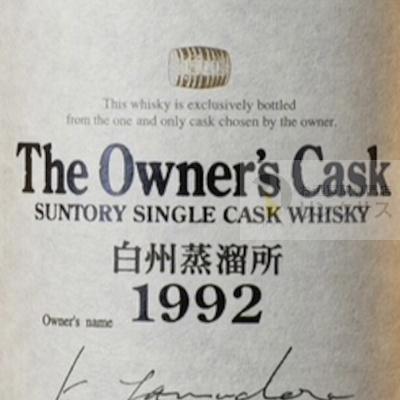 This whisky is exclusively bottled
from the one and only cask chosen by the owner.
The Owner's Cask
SUNTORY SINGLE CASK WHISKY
白州蒸溜所
1992
Owner's name